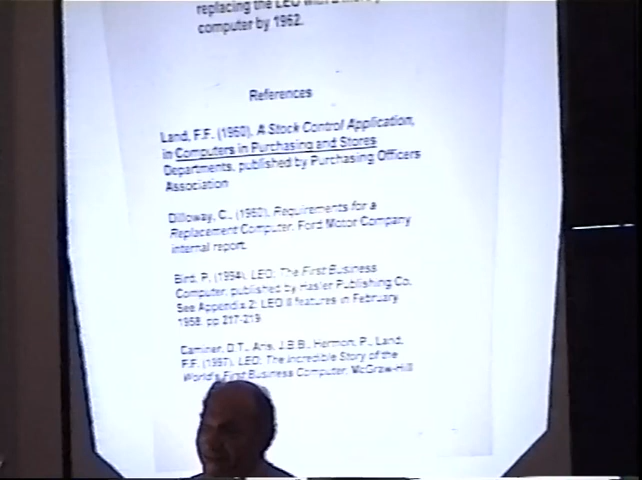 replacing the LEO with
computer by 1962.
References
Land, F.F. (1960), A Stock Control Application,
in Computers in Purchasing and Stores
Departments, published by Purchasing Officers
Association
Dilloway, C., Requirements for a
Replacement Computer. Ford Motor Company
internal report.
Bird, P. (1994), LEO: The First Business
Computer, published by Hasler Publishing Co.
See Appendix 2: LEO II features in February
1958, pp 217-219
Caminer, D.T., Aris, J.B.B., Hermon, P., Land,
F.F. (1997), LEO: The Incredible Story of the
World's First Business Computer, McGraw-Hill